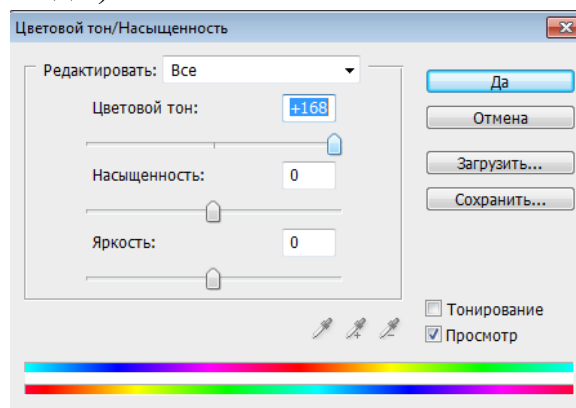 Цветовой тон/Насыщенность
Редактировать: Все
Да
Цветовой тон: +168
Отмена
Загрузить...
Насыщенность: 0
Сохранить...
Яркость: 0
Тонирование
Просмотр